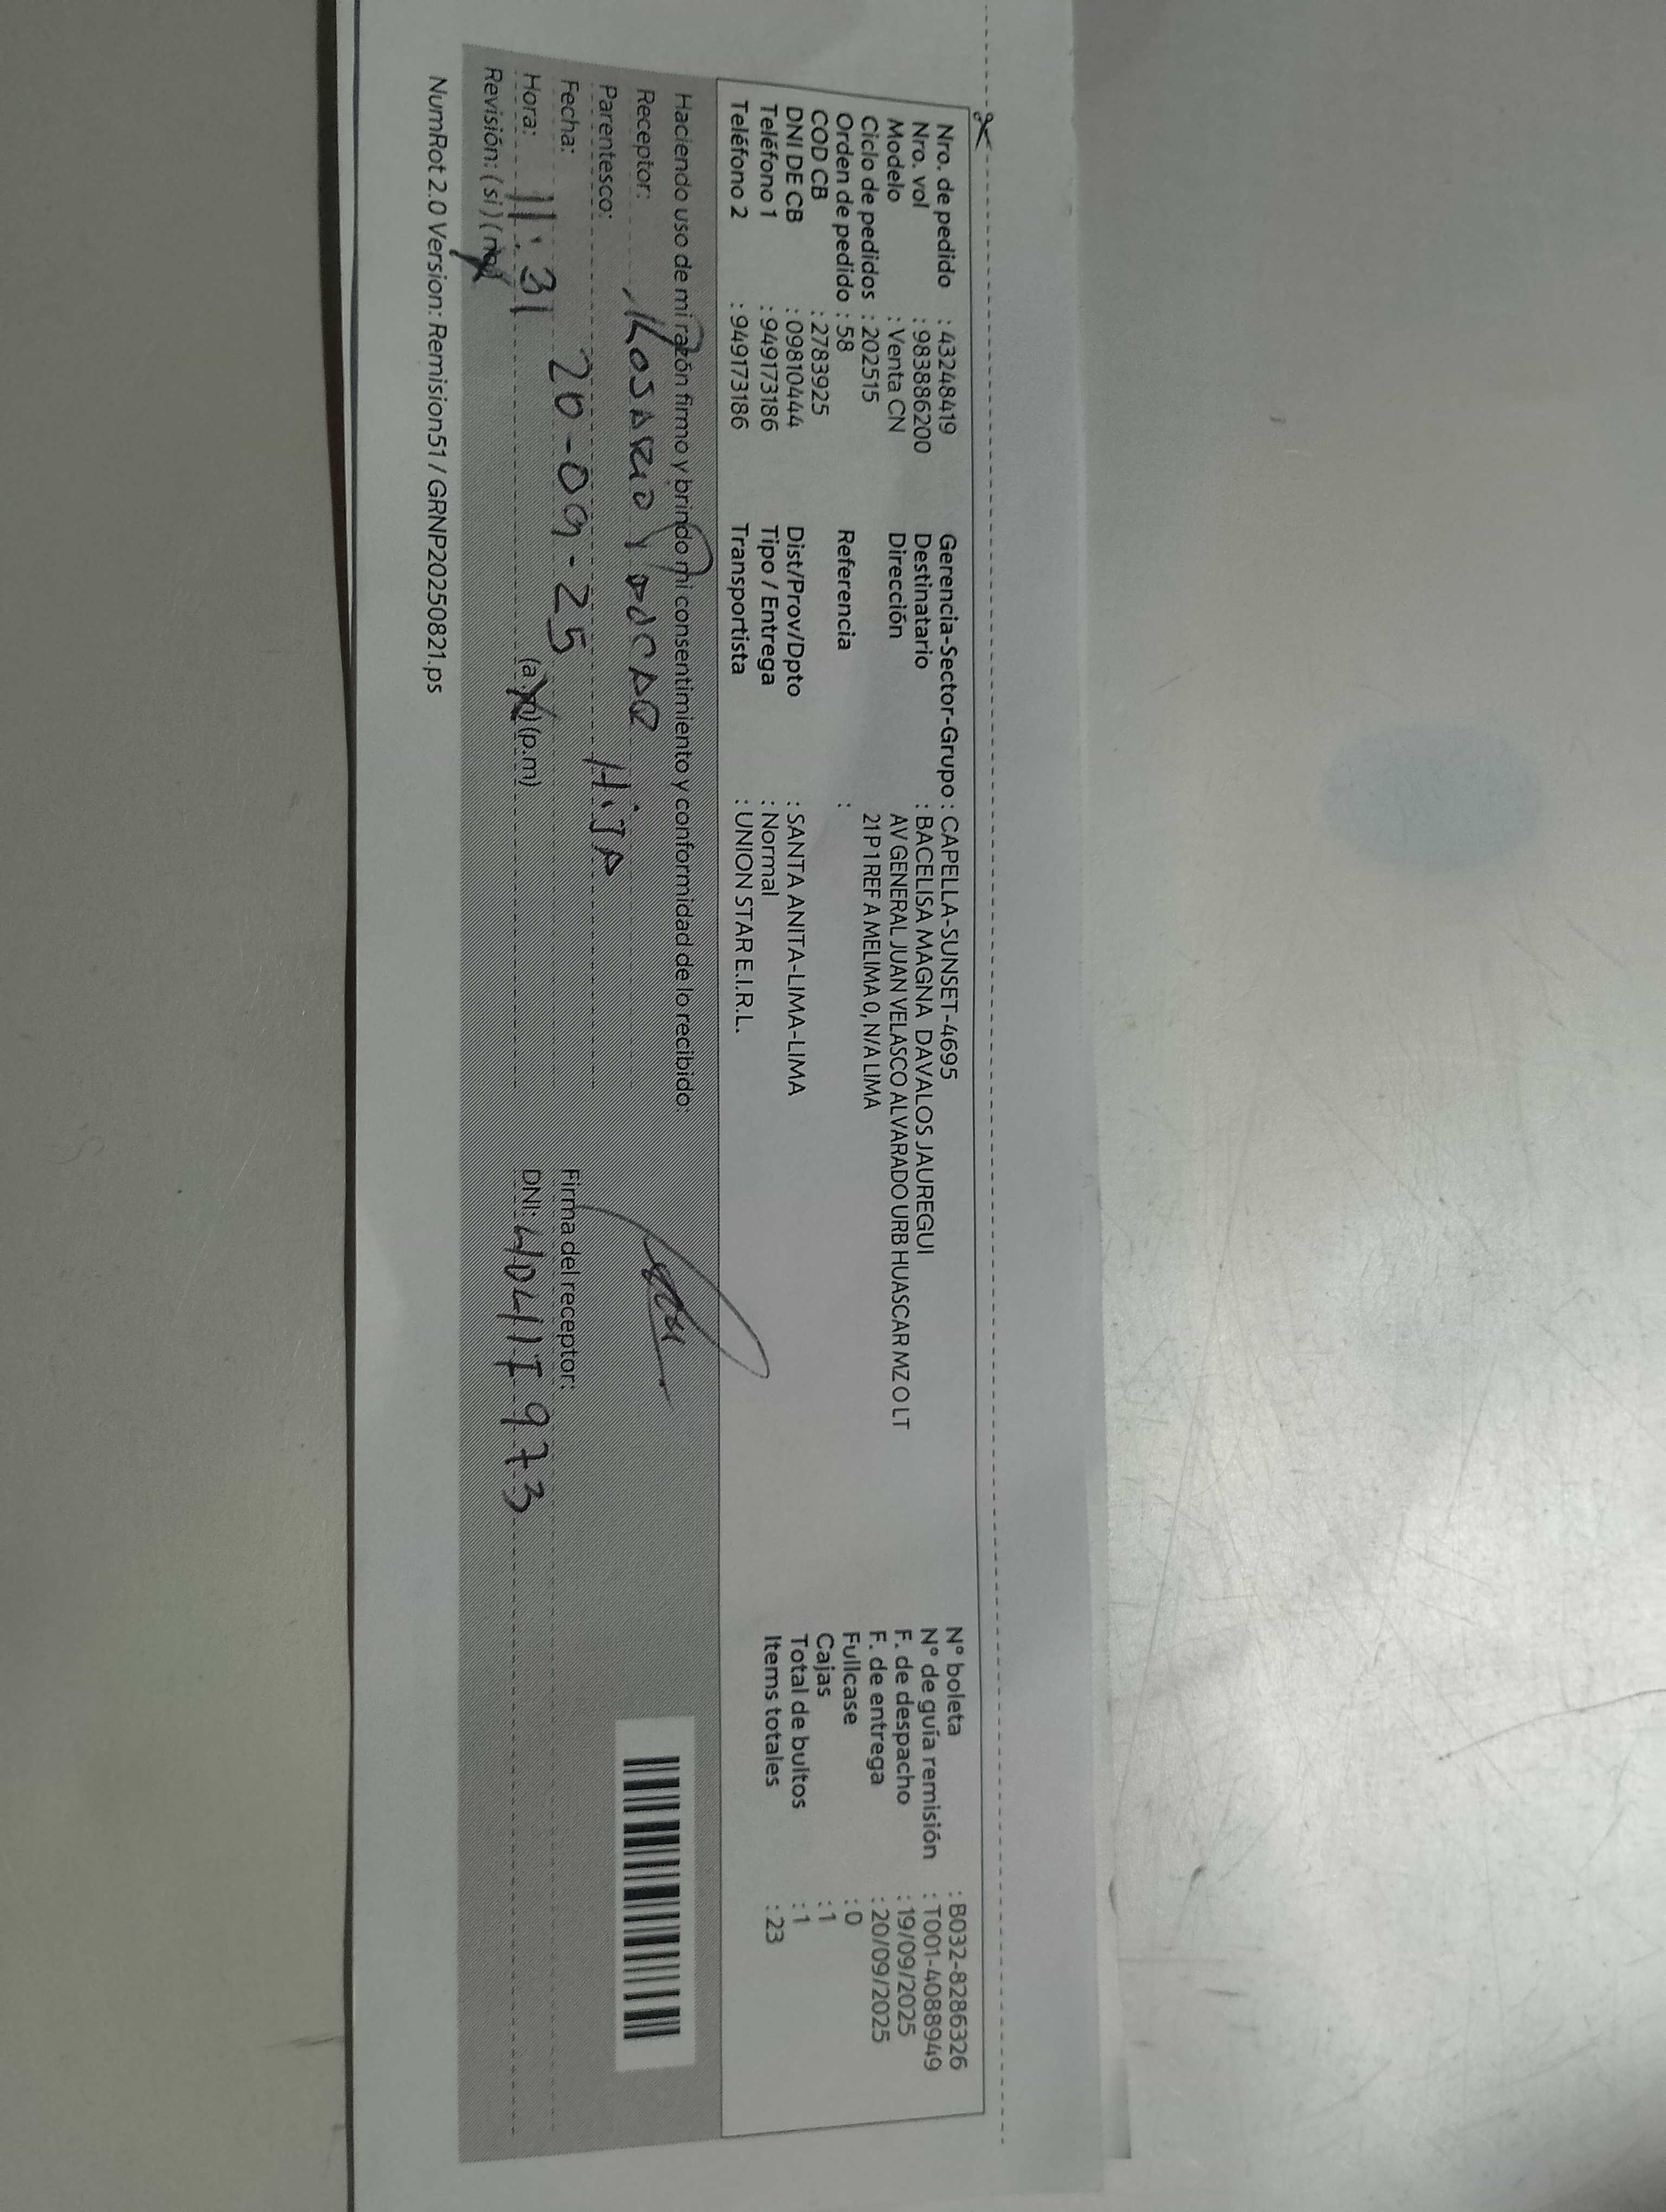 Nro. de pedido : 43248419 Gerencia-Sector-Grupo : CAPELLA-SUNSET-4695 N° boleta : B032-8286326
Nro. vol : 983886200 Destinatario : BACELISA MAGNA DAVALOS JAUREGUI N° de guía remisión : T001-4088949
Modelo : Venta CN Dirección AV GENERAL JUAN VELASCO ALVARADO URB HUASCAR MZ O LT F. de despacho : 19/09/2025
Ciclo de pedidos : 202515 21 P 1 REF A MELIMA 0, N/A LIMA F. de entrega : 20/09/2025
Orden de pedido : 58 Referencia : Fullcase : 0
COD CB : 2783925 Cajas : 1
DNI DE CB : 09810444 Dist/Prov/Dpto : SANTA ANITA-LIMA-LIMA Total de bultos : 1
Teléfono 1 : 949173186 Tipo / Entrega : Normal Items totales : 23
Teléfono 2 : 949173186 Transportista : UNION STAR E.I.R.L.
Haciendo uso de mi razón firmo y brindo mi consentimiento y conformidad de lo recibido:
Receptor: ROSARIO
Parentesco: HiJA
Fecha: 20-09-25 Firma del receptor:
Hora: 11:31 (a.m) (p.m) DNI:
Revisión: ( si ) ( no )
NumRot 2.0 Version: Remision51 / GRNP20250821.ps